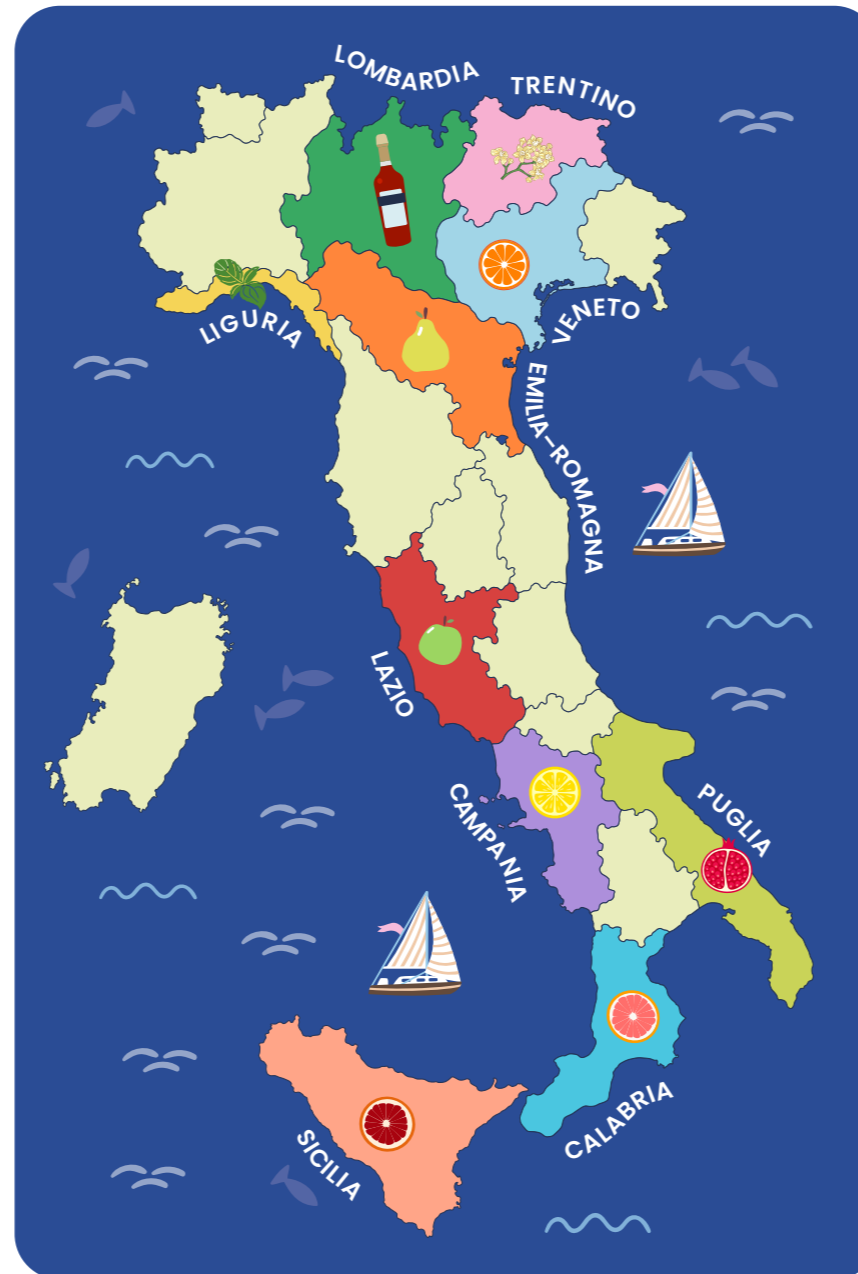 LOMBARDIA
TRENTINO
LIGURIA
VENETO
EMILIA–ROMAGNA
LAZIO
CAMPANIA
PUGLIA
CALABRIA
SICILIA